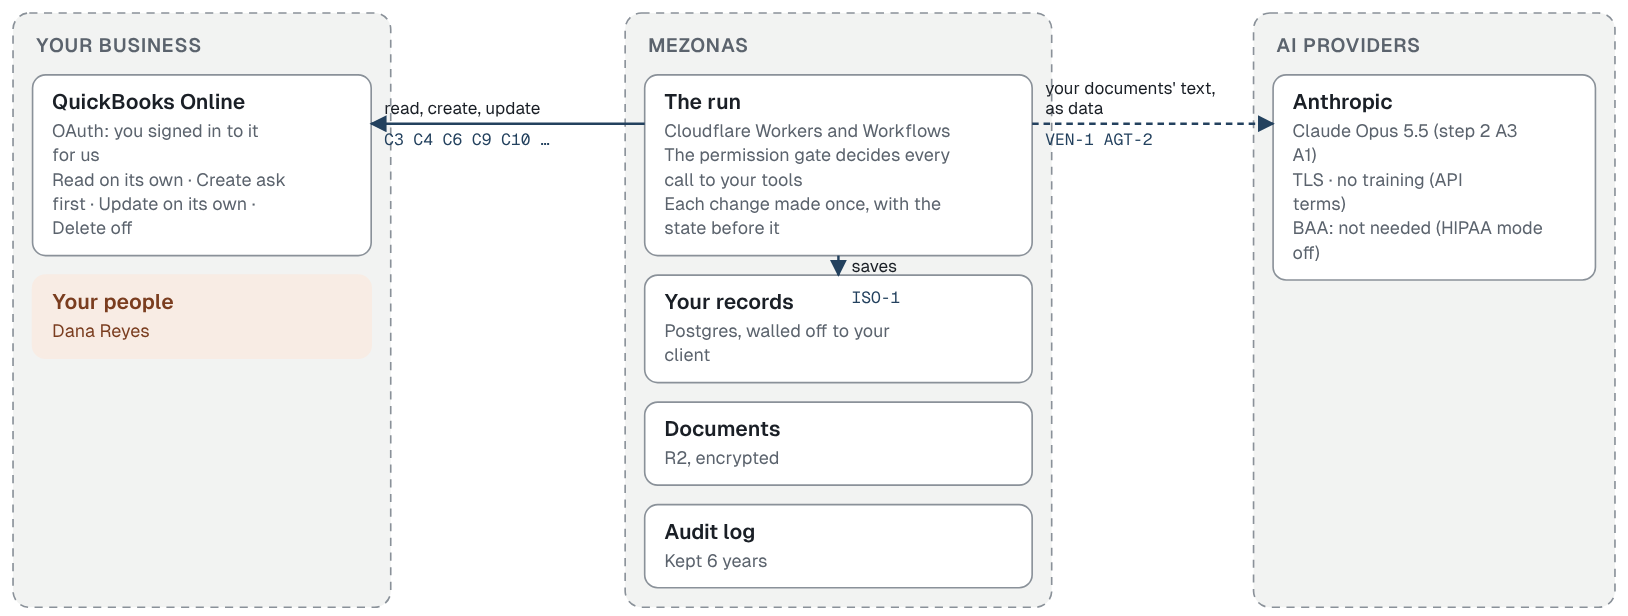 YOUR BUSINESS
QuickBooks Online
OAuth: you signed in to it
for us
Read on its own · Create ask
first · Update on its own ·
Delete off
Your people
Dana Reyes
read, create, update
C3 C4 C6 C9 C10 …
MEZONAS
The run
Cloudflare Workers and Workflows
The permission gate decides every
call to your tools
Each change made once, with the
state before it
saves
ISO-1
Your records
Postgres, walled off to your
client
Documents
R2, encrypted
Audit log
Kept 6 years
your documents' text,
as data
VEN-1 AGT-2
AI PROVIDERS
Anthropic
Claude Opus 5.5 (step 2 A3
A1)
TLS · no training (API
terms)
BAA: not needed (HIPAA mode
off)